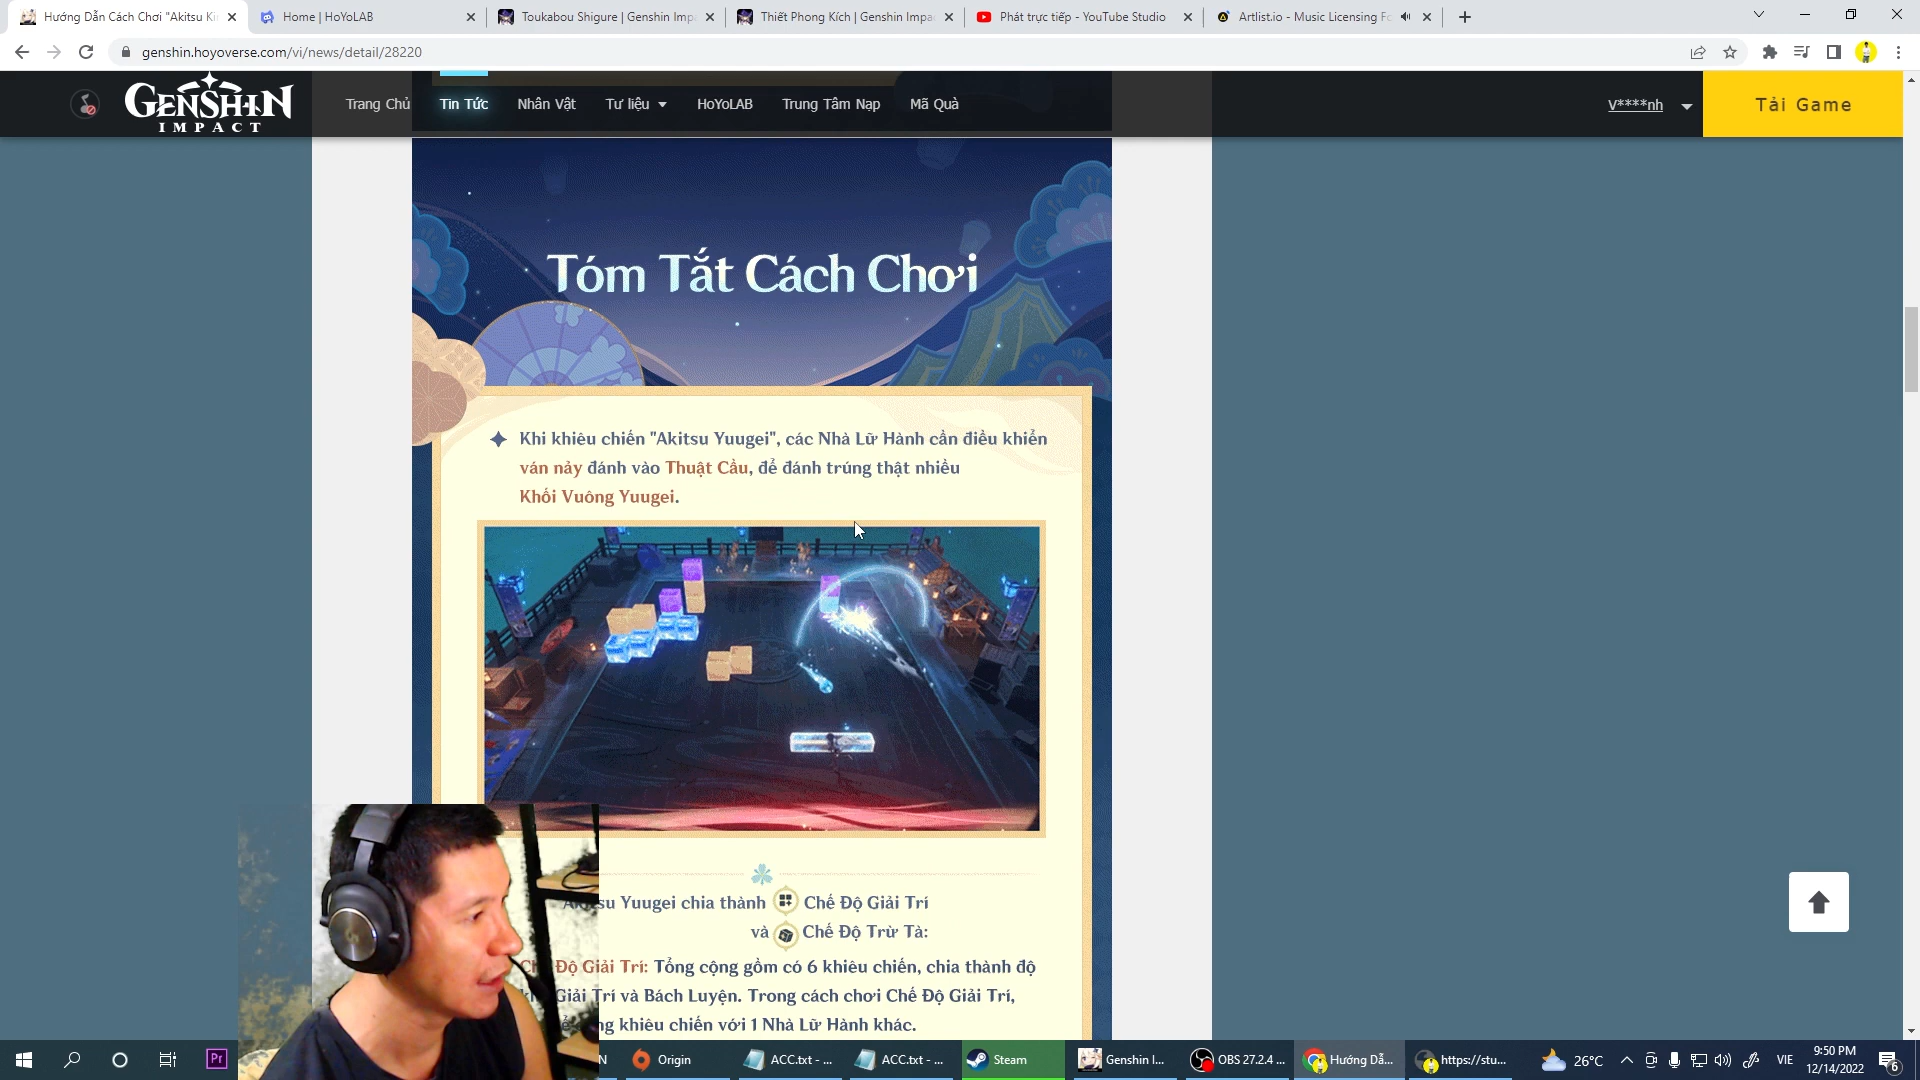 Hướng Dẫn Cách Chơi "Akitsu Ki
Home | HoYoLAB
Toukabou Shigure | Genshin Impa
Thiết Phong Kích | Genshin Impac
Phát trực tiếp - YouTube Studio
Artlist.io - Music Licensing Fo
genshin.hoyoverse.com/vi/news/detail/28220
GENSHIN
IMPACT
Trang Chủ
Tin Tức
Nhân Vật
Tư liệu
HoYoLAB
Trung Tâm Nạp
Mã Quà
V****nh
Tải Game
Tóm Tắt Cách Chơi
Khi khiêu chiến "Akitsu Yuugei", các Nhà Lữ Hành cần điều khiển
ván nảy đánh vào Thuật Cầu, để đánh trúng thật nhiều
Khối Vuông Yuugei.
su Yuugei chia thành Chế Độ Giải Trí
và Chế Độ Trừ Tà:
Độ Giải Trí: Tổng cộng gồm có 6 khiêu chiến, chia thành độ
Giải Trí và Bách Luyện. Trong cách chơi Chế Độ Giải Trí,
ng khiêu chiến với 1 Nhà Lữ Hành khác.
Pr
N
Origin
ACC.txt - ...
ACC.txt - ...
Steam
Genshin I...
OBS 27.2.4 ...
Hướng Dẫ...
https://stu...
26°C
VIE
9:50 PM
12/14/2022
6